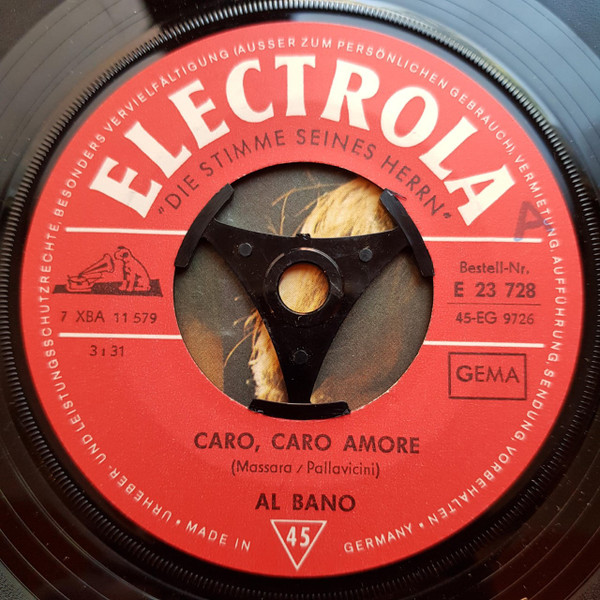 URHEBER- UND LEISTUNGSSCHUTZRECHTE, BESONDERS VERVIELFÄLTIGUNG (AUSSER ZUM PERSÖNLICHEN GEBRAUCH), VERMIETUNG, AUFFÜHRUNG, SENDUNG, VORBEHALTEN
ELECTROLA
„DIE STIMME SEINES HERRN"
A
7 XBA 11 579
3 : 31
Bestell-Nr.
E 23 728
45-EG 9726
GEMA
CARO, CARO AMORE
(Massara / Pallavicini)
AL BANO
• MADE IN
45
GERMANY •